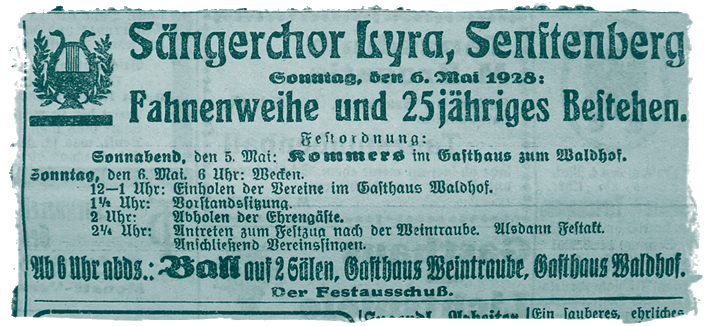 Sängerchor Lyra, Senftenberg
Sonntag, den 6. Mai 1928:
Fahnenweihe und 25jähriges Bestehen.
Festordnung:
Sonnabend, den 5. Mai: Kommers im Gasthaus zum Waldhof.
Sonntag, den 6. Mai, 6 Uhr: Wecken.
12—1 Uhr: Einholen der Vereine im Gasthaus Waldhof.
1½ Uhr: Vorstandssitzung.
2 Uhr: Abholen der Ehrengäste.
2¼ Uhr: Antreten zum Festzug nach der Weintraube. Alsdann Festakt.
Anschließend Vereinssingen.
Ab 6 Uhr abds.: Ball auf 2 Sälen, Gasthaus Weintraube, Gasthaus Waldhof.
Der Festausschuß.
Ein sauberes, ehrliches